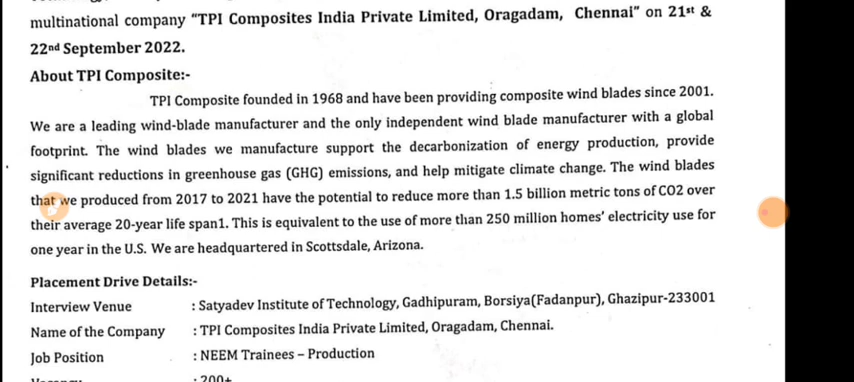 multinational company "TPI Composites India Private Limited, Oragadam, Chennai" on 21st &
22nd September 2022.
About TPI Composite:-
TPI Composite founded in 1968 and have been providing composite wind blades since 2001.
We are a leading wind-blade manufacturer and the only independent wind blade manufacturer with a global
footprint. The wind blades we manufacture support the decarbonization of energy production, provide
significant reductions in greenhouse gas (GHG) emissions, and help mitigate climate change. The wind blades
that we produced from 2017 to 2021 have the potential to reduce more than 1.5 billion metric tons of CO2 over
their average 20-year life span1. This is equivalent to the use of more than 250 million homes' electricity use for
one year in the U.S. We are headquartered in Scottsdale, Arizona.
Placement Drive Details:-
Interview Venue : Satyadev Institute of Technology, Gadhipuram, Borsiya(Fadanpur), Ghazipur-233001
Name of the Company : TPI Composites India Private Limited, Oragadam, Chennai.
Job Position : NEEM Trainees – Production
: 200+